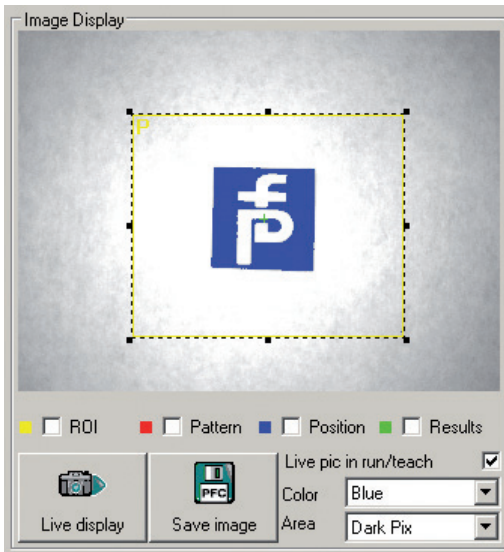 Image Display
P
fp
ROI Pattern Position Results
Live pic in run/teach
PFC
Color Blue
Live display Save image
Area Dark Pix